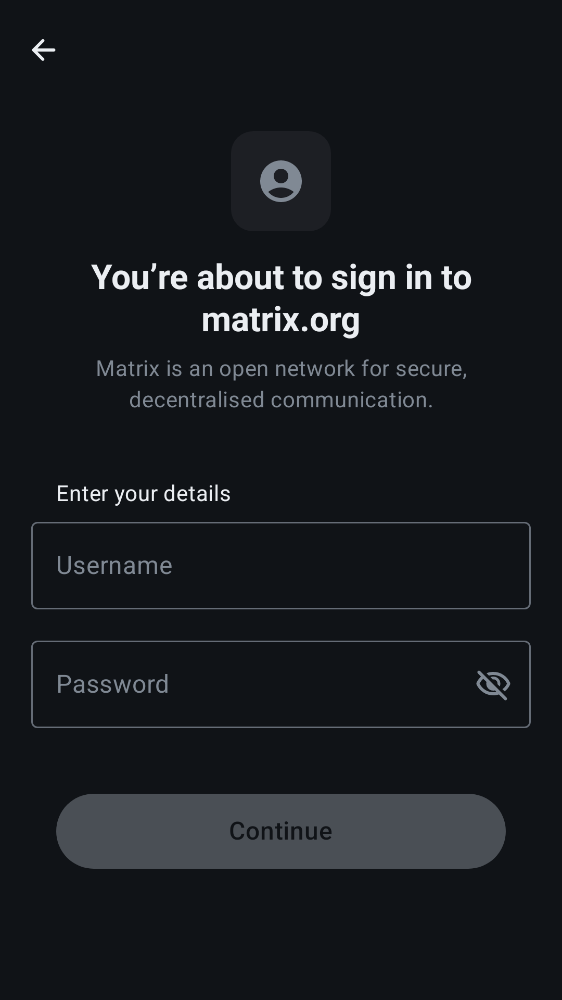 You’re about to sign in to
matrix.org
Matrix is an open network for secure,
decentralised communication.
Enter your details
Username
Password
Continue